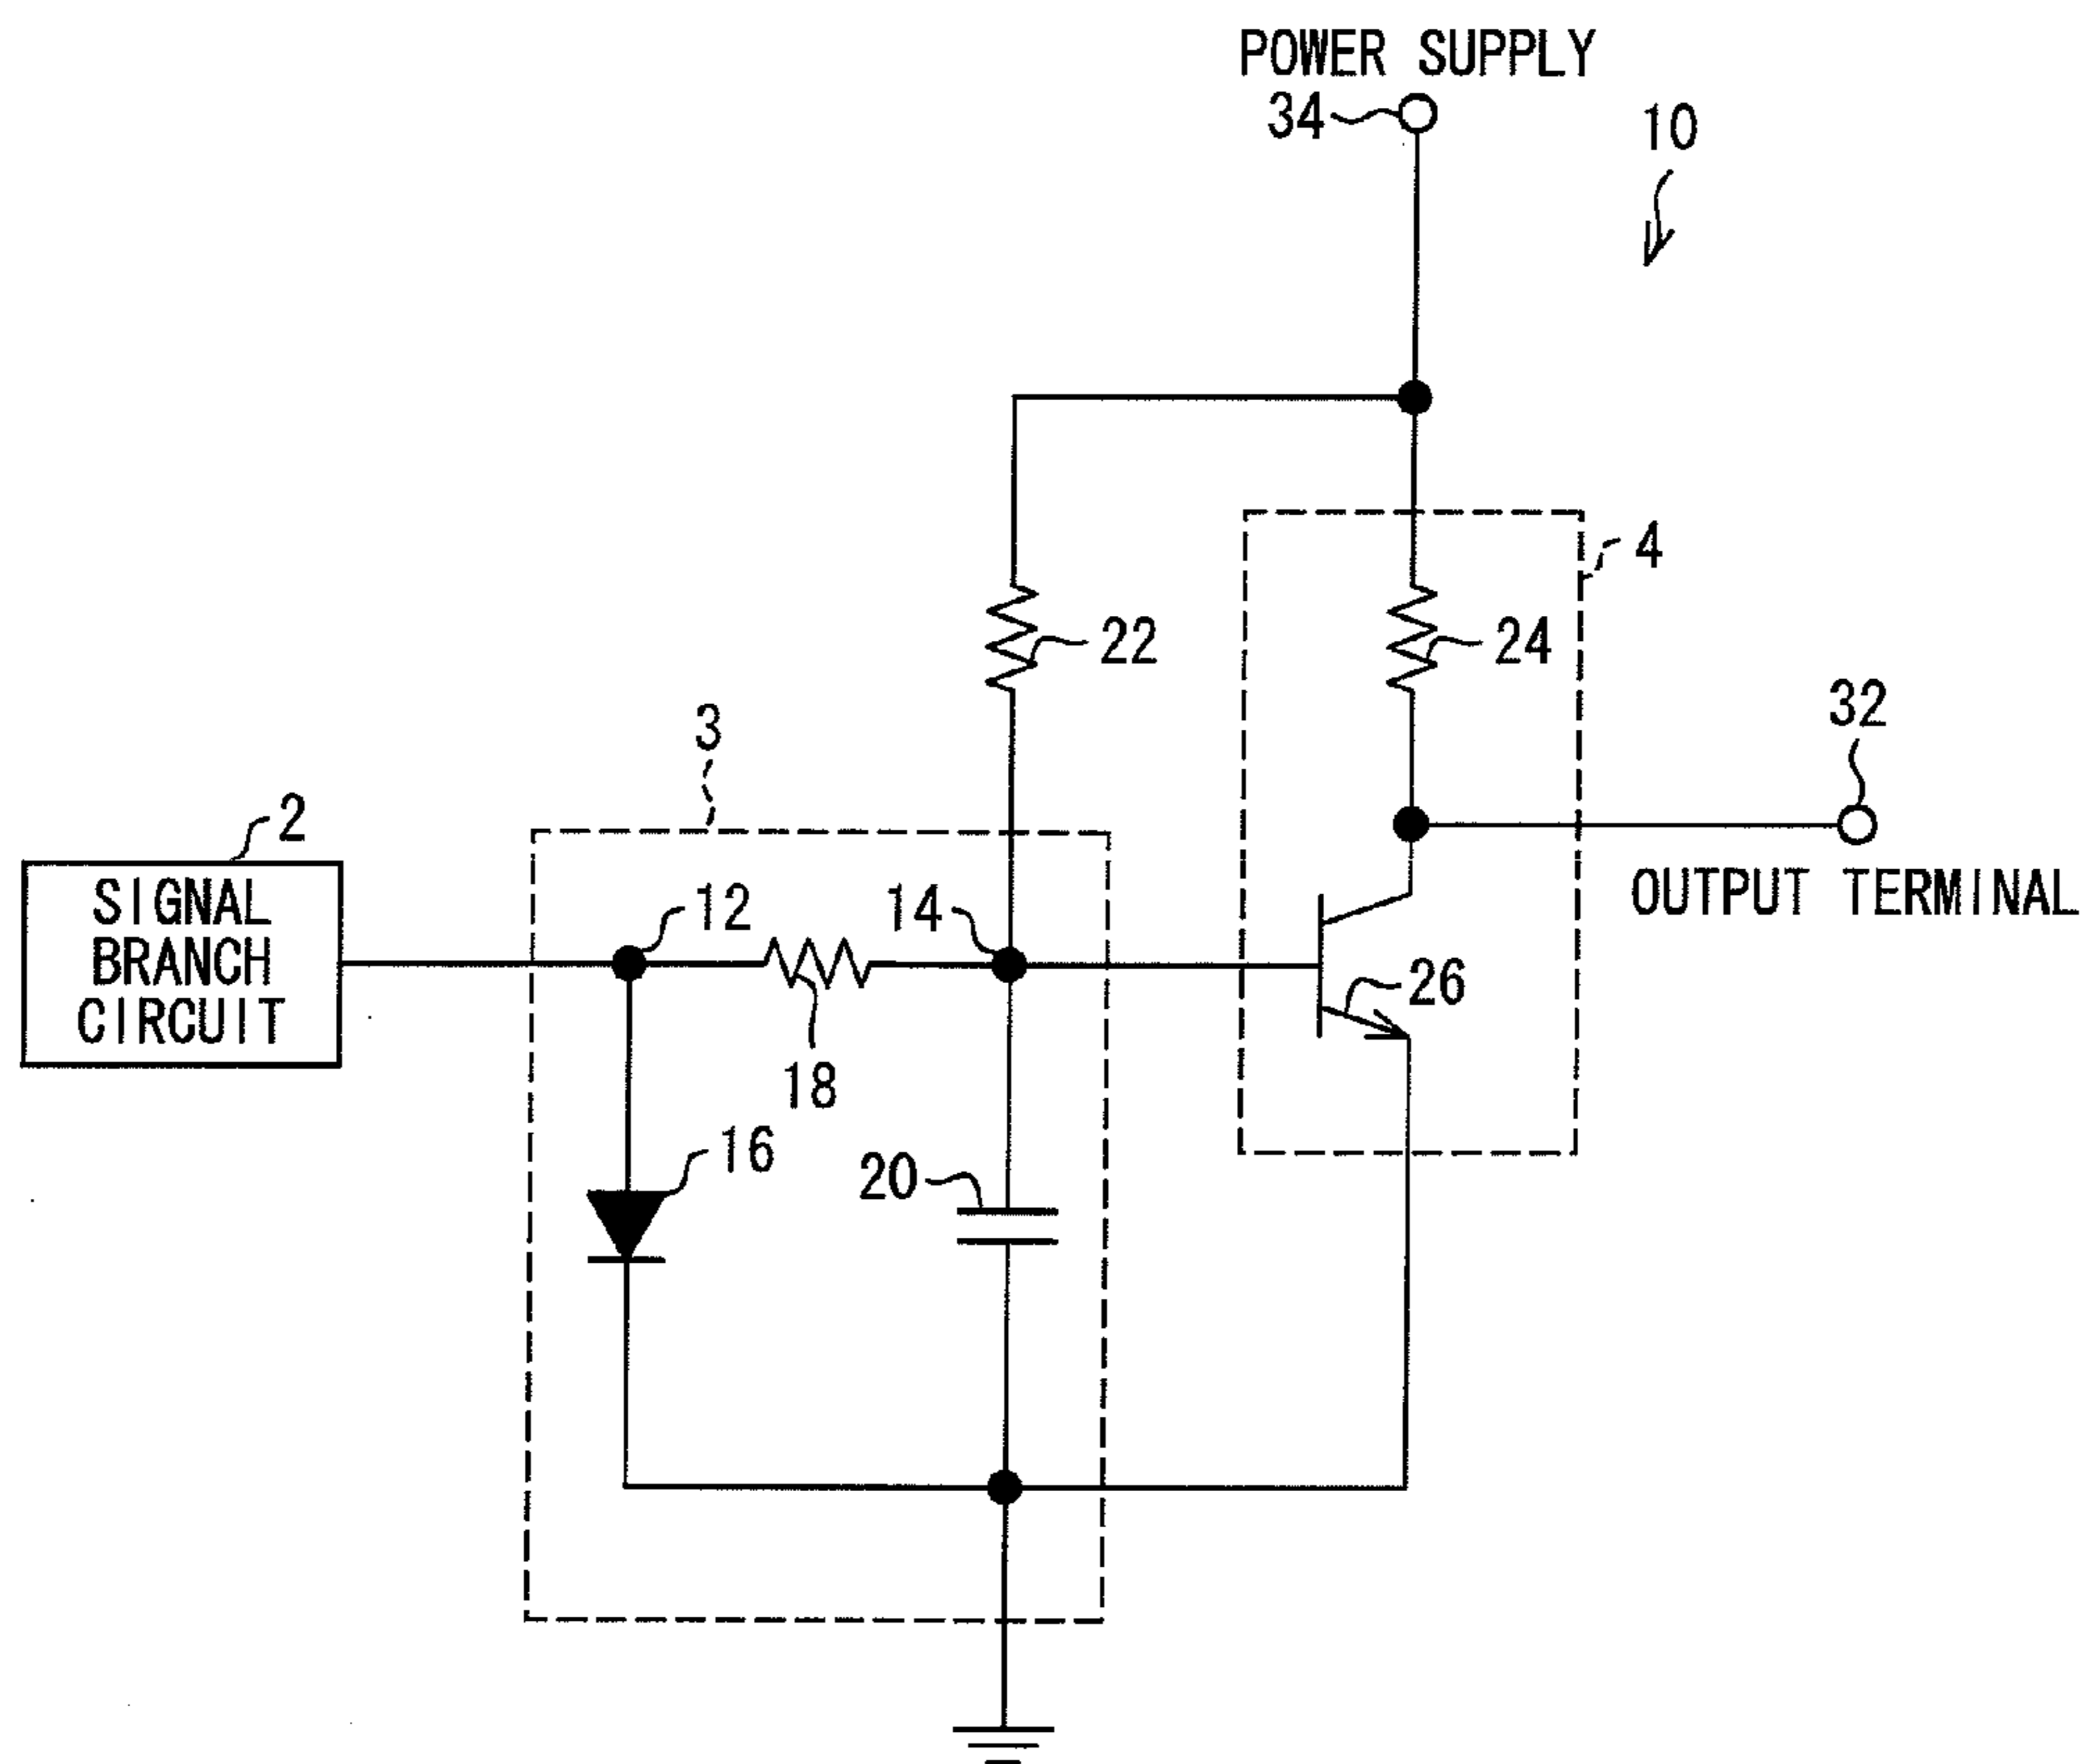 POWER SUPPLY
34
10
4
22
24
3
32
2
SIGNAL
BRANCH
CIRCUIT
12
14
OUTPUT TERMINAL
26
18
16
20